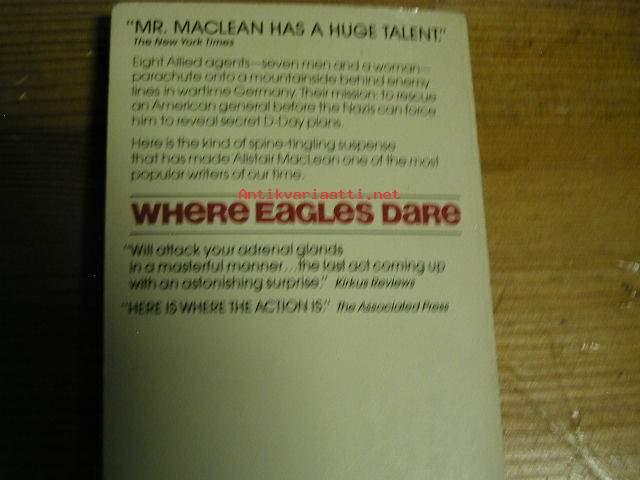 "MR. MACLEAN HAS A HUGE TALENT."
The New York Times
Eight Allied agents—seven men and a woman—
parachute onto a mountainside behind enemy
lines in wartime Germany. Their mission: to rescue
an American general before the Nazis can force
him to reveal secret D-Day plans.
Here is the kind of spine-tingling suspense
that has made Alistair MacLean one of the most
popular writers of our time.
Antikvariaatti.net
WHERE EAGLES DARE
"Will attack your adrenal glands
in a masterful manner...the last act coming up
with an astonishing surprise." Kirkus Reviews
"HERE IS WHERE THE ACTION IS." The Associated Press